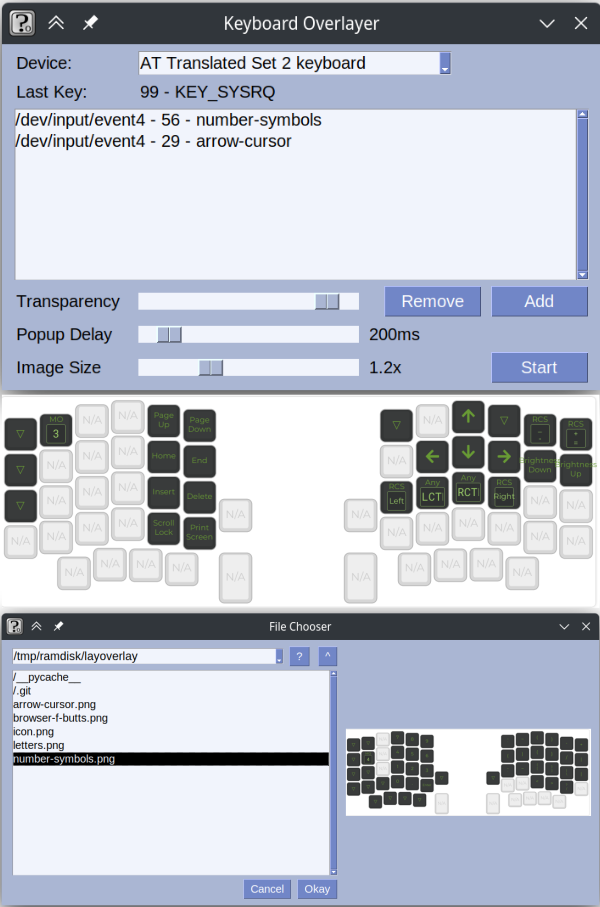 Keyboard Overlayer
Device: AT Translated Set 2 keyboard
Last Key: 99 - KEY_SYSRQ
/dev/input/event4 - 56 - number-symbols
/dev/input/event4 - 29 - arrow-cursor
Transparency Remove Add
Popup Delay 200ms
Image Size 1.2x Start
MO 3 N/A N/A Page Up Page Down N/A RCS - RCS +
N/A N/A N/A Home End N/A Brightness Down Brightness Up
N/A N/A N/A Insert Delete N/A N/A RCS Left Any LCTl Any RCTl RCS Right N/A N/A
N/A N/A N/A N/A Scroll Lock Print Screen N/A N/A N/A N/A N/A N/A
N/A N/A N/A N/A N/A N/A N/A N/A N/A N/A
File Chooser
/tmp/ramdisk/layoverlay ? ^
/__pycache__
/.git
arrow-cursor.png
browser-f-butts.png
icon.png
letters.png
number-symbols.png
Cancel Okay